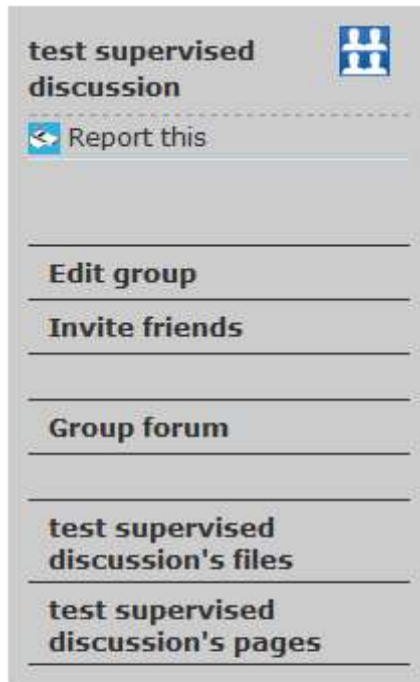 test supervised
discussion
Report this
Edit group
Invite friends
Group forum
test supervised
discussion's files
test supervised
discussion's pages